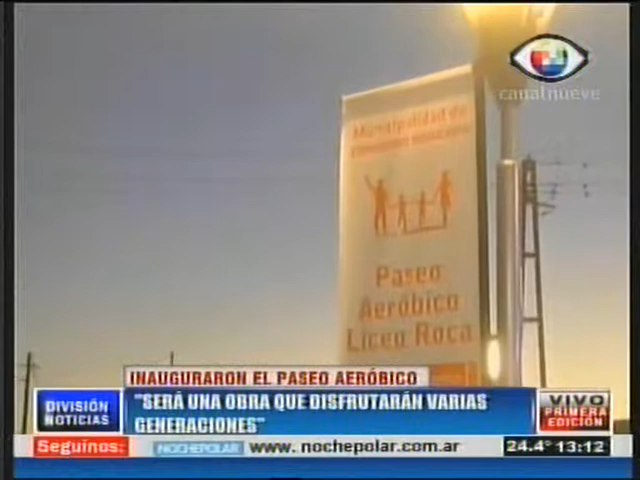 canalnueve
Municipalidad de
Paseo
Aeróbico
Liceo Roca
INAUGURARON EL PASEO AERÓBICO
DIVISIÓN
NOTICIAS
"SERÁ UNA OBRA QUE DISFRUTARÁN VARIAS
GENERACIONES"
VIVO
PRIMERA
EDICIÓN
Seguinos: NOCHEPOLAR www.nochepolar.com.ar 24.4° 13:12